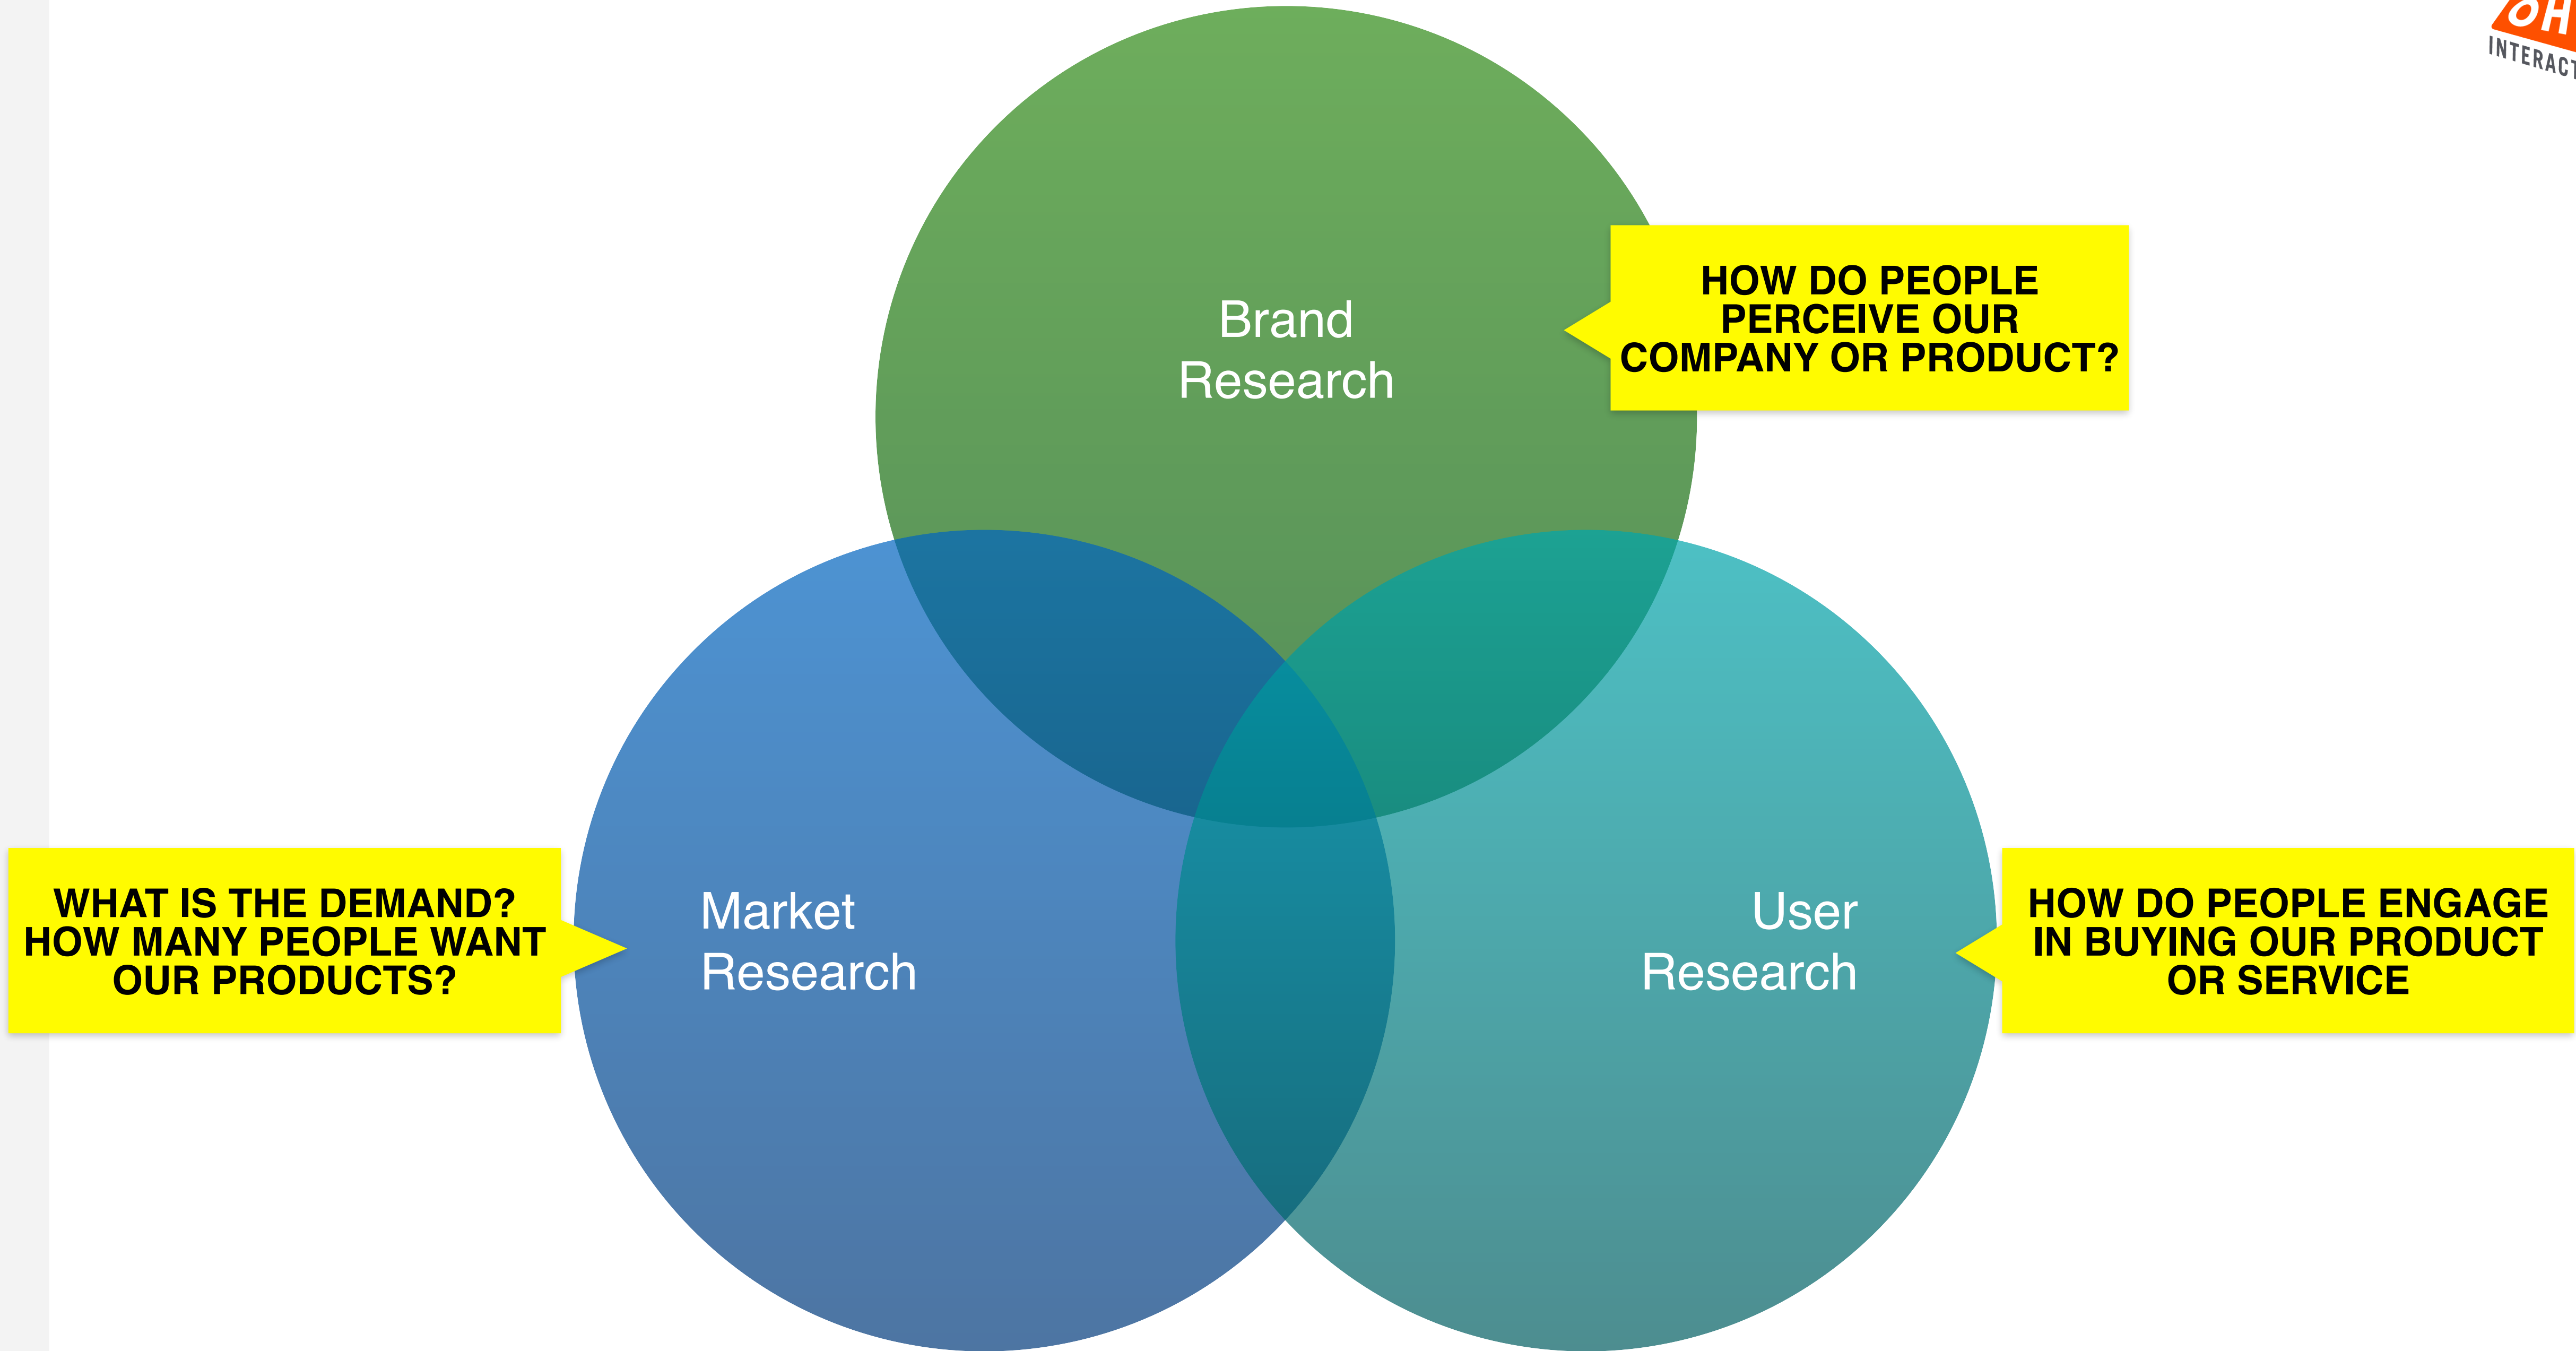 OH
Brand
Research
HOW DO PEOPLE
PERCEIVE OUR
COMPANY OR PRODUCT?
WHAT IS THE DEMAND?
HOW MANY PEOPLE WANT
OUR PRODUCTS?
Market
Research
User
Research
HOW DO PEOPLE ENGAGE
IN BUYING OUR PRODUCT
OR SERVICE